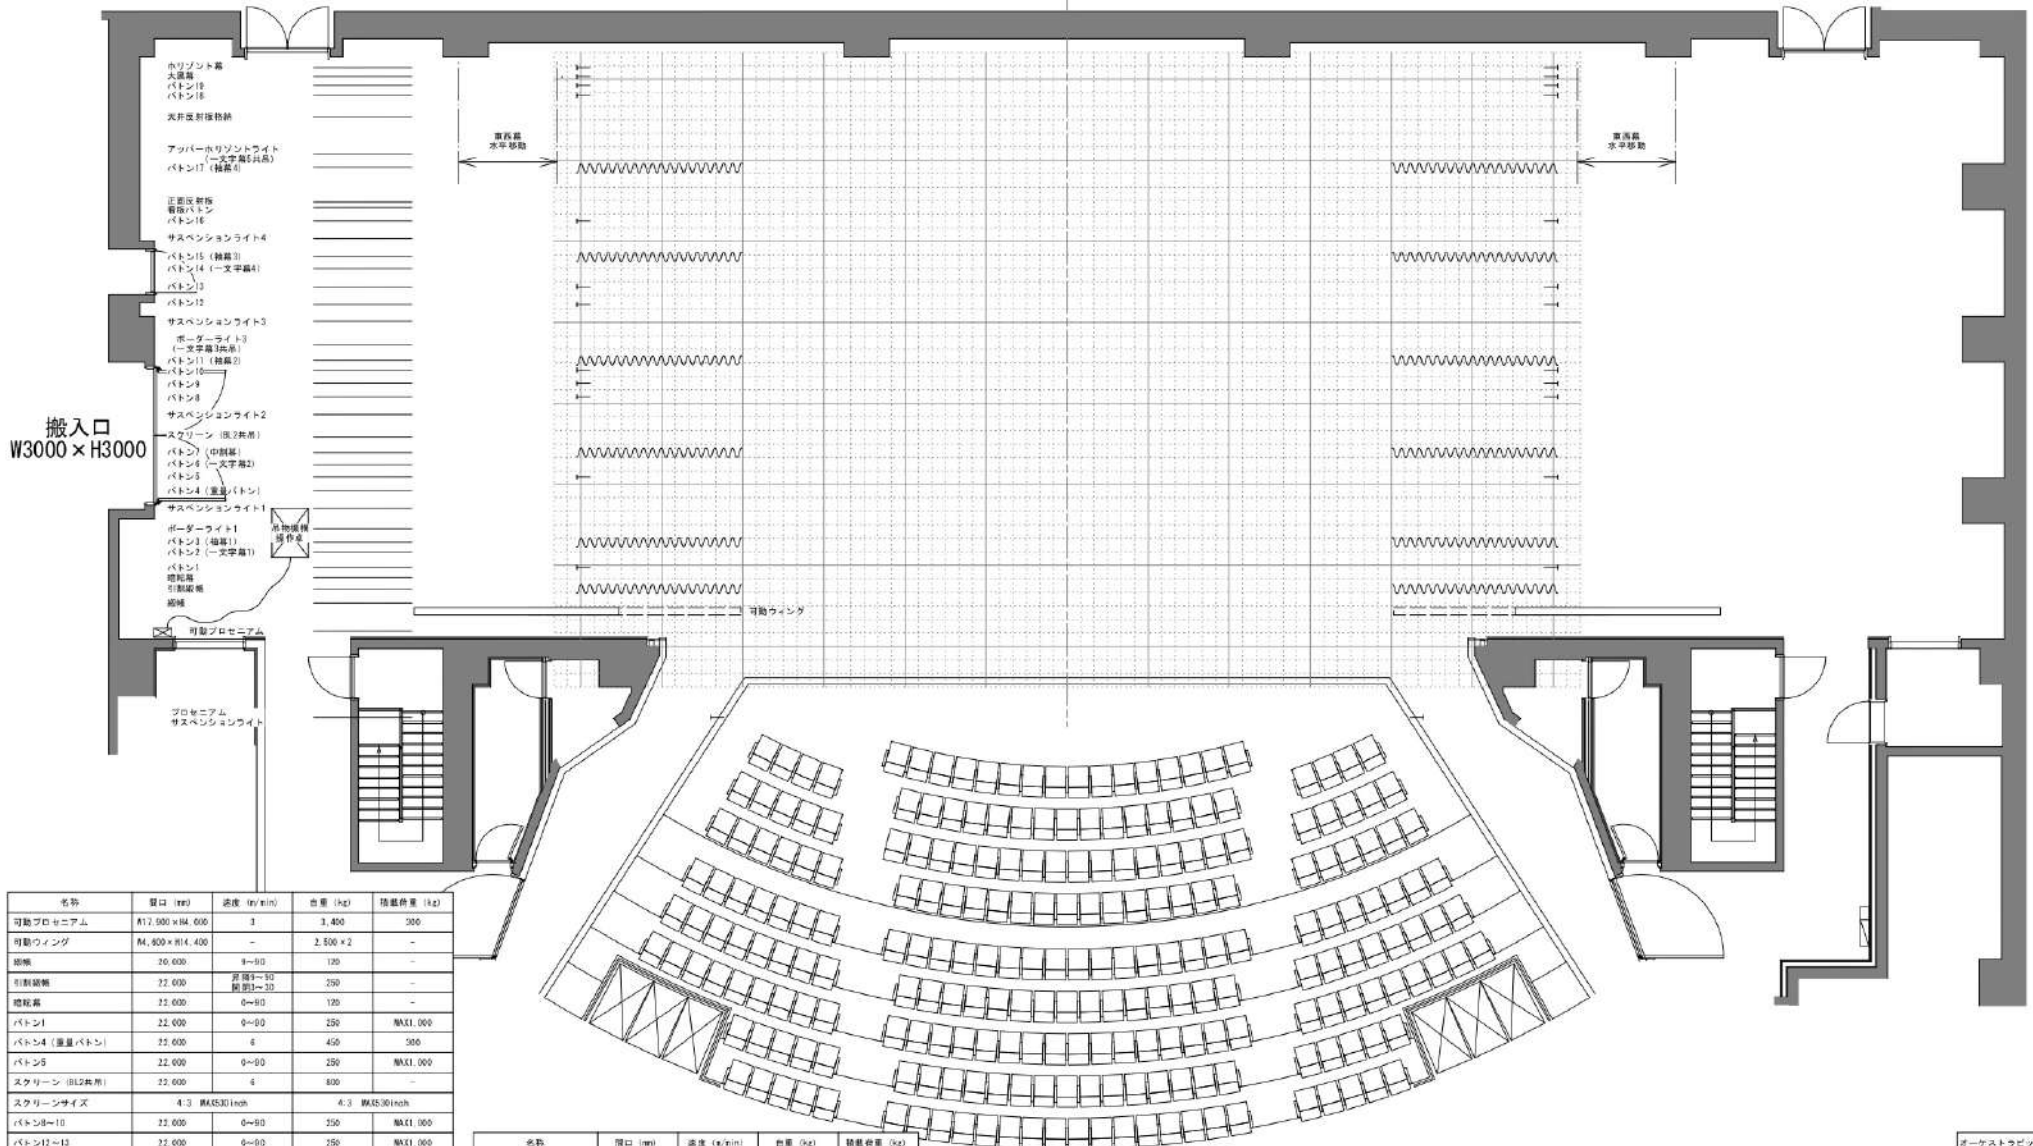 ホリゾント幕
大黒幕
バトン19
バトン18
天井反射板格納
アッパーホリゾントライト
(一文字幕5共吊)
バトン17 (袖幕4)
正面反射板
看板バトン
バトン16
サスペンションライト4
バトン15 (袖幕3)
バトン14 (一文字幕4)
バトン13
バトン12
サスペンションライト3
ボーダーライト3
(一文字幕3共吊)
バトン11 (袖幕2)
バトン10
バトン9
バトン8
サスペンションライト2
スクリーン (BL2共吊)
バトン7 (中割幕)
バトン6 (一文字幕2)
バトン5
バトン4 (重量バトン)
サスペンションライト1
ボーダーライト1
バトン3 (袖幕1)
バトン2 (一文字幕1)
バトン1
暗転幕
引割緞帳
緞帳
可動プロセニアム
吊物機構
操作卓
搬入口
W3000×H3000
東西幕
水平移動
東西幕
水平移動
可動ウィング
プロセニアム
サスペンションライト
名称 間口 (mm) 速度 (m/min) 自重 (kg) 積載荷重 (kg)
可動プロセニアム W17,900×H4,000 3 3,400 300
可動ウィング W4,600×H14,400 - 2,500×2 -
緞帳 20,000 9~90 120 -
引割緞帳 22,000 昇降9~90 250 -
開閉3~30
暗転幕 22,000 0~90 120 -
バトン1 22,000 0~90 250 MAX1,000
バトン4 (重量バトン) 22,000 6 450 300
バトン5 22,000 0~90 250 MAX1,000
スクリーン (BL2共吊) 22,000 6 800 -
スクリーンサイズ 4:3 MAX530inch 4:3 MAX530inch
バトン8~10 22,000 0~90 250 MAX1,000
バトン12~13 22,000 0~90 250 MAX1,000
名称 間口 (mm) 速度 (m/min) 自重 (kg) 積載荷重 (kg)